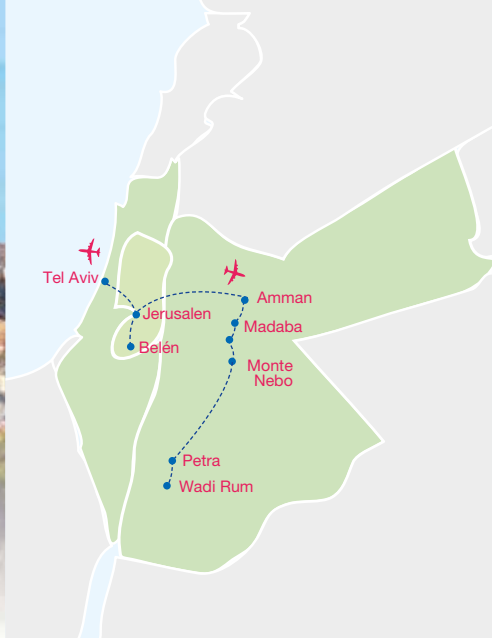 Tel Aviv
Amman
Jerusalen
Madaba
Belén
Monte
Nebo
Petra
Wadi Rum